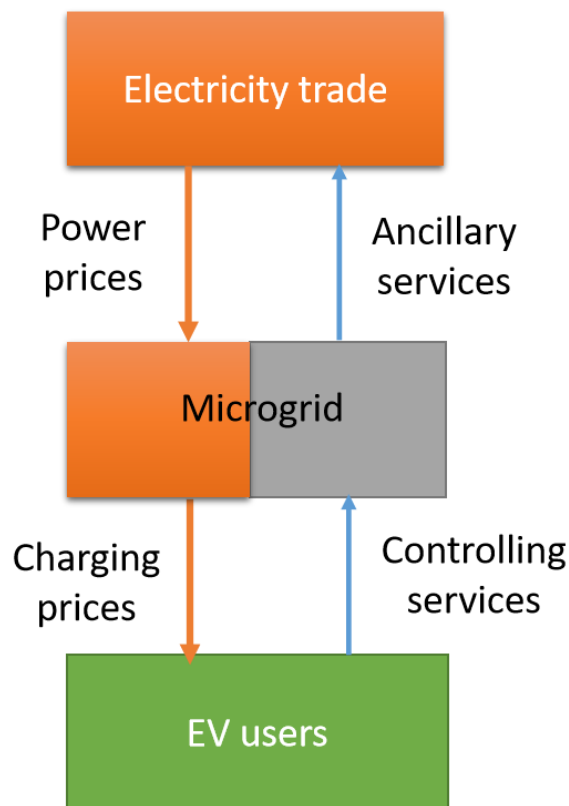 Electricity trade
Power
prices
Ancillary
services
Microgrid
Charging
prices
Controlling
services
EV users